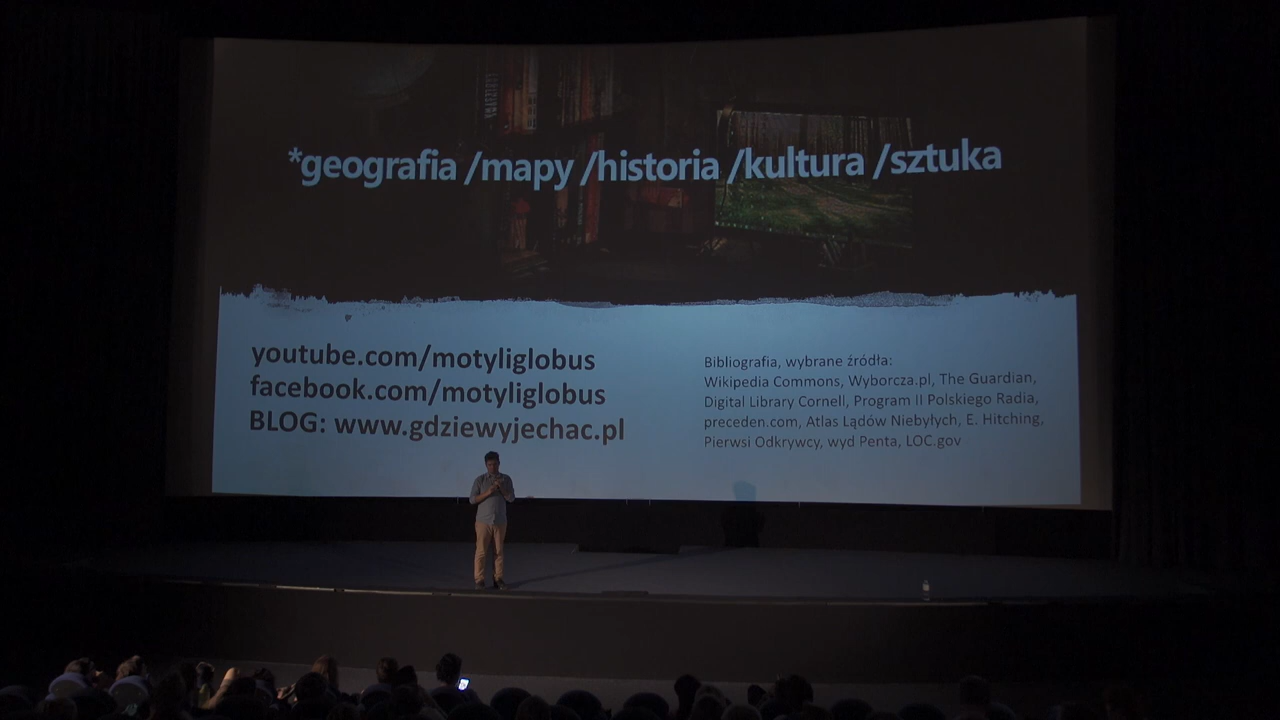 *geografia /mapy /historia /kultura /sztuka
youtube.com/motyliglobus
facebook.com/motyliglobus
BLOG: www.gdziewyjechac.pl
Bibliografia, wybrane źródła:
Wikipedia Commons, Wyborcza.pl, The Guardian,
Digital Library Cornell, Program II Polskiego Radia,
preceden.com, Atlas Lądów Niebyłych, E. Hitching,
Pierwsi Odkrywcy, wyd Penta, LOC.gov